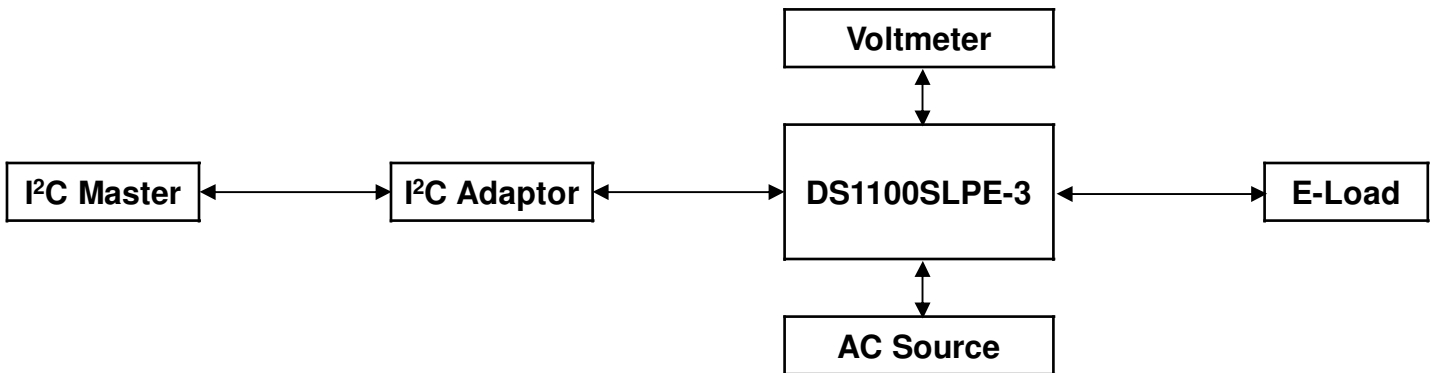 Voltmeter
I²C Master
I²C Adaptor
DS1100SLPE-3
E-Load
AC Source